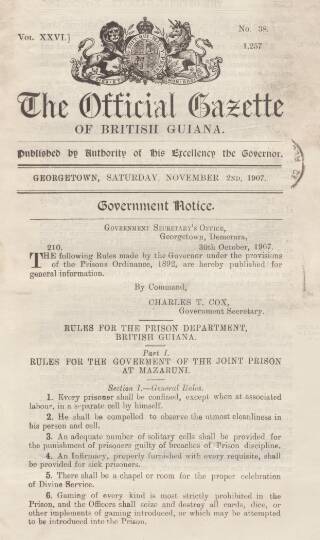 Vol. XXVI.]
No. 38.
1,257
The Official Gazette
OF BRITISH GUIANA.
Published by Authority of His Excellency the Governor.
GEORGETOWN, SATURDAY, NOVEMBER 2ND, 1907.
Government Notice.
GOVERNMENT SECRETARY'S OFFICE,
Georgetown, Demerara,
210. 30th October, 1907.
THE following Rules made by the Governor under the provisions
of the Prisons Ordinance, 1892, are hereby published for
general information.
By Command,
CHARLES T. COX,
Government Secretary.
RULES FOR THE PRISON DEPARTMENT,
BRITISH GUIANA.
Part I.
RULES FOR THE GOVERMENT OF THE JOINT PRISON
AT MAZARUNI.
Section I.—General Rules.
1. Every prisoner shall be confined, except when at associated
labour, in a separate cell by himself.
2. He shall be compelled to observe the utmost cleanliness in
his person and cell.
3. An adequate number of solitary cells shall be provided for
the punishment of prisoners guilty of breaches of Prison discipline.
4. An Infirmary, properly furnished with every requisite, shall
be provided for sick prisoners.
5. There shall be a chapel or room for the proper celebration
of Divine Service.
6. Gaming of every kind is most strictly prohibited in the
Prison, and the Officers shall seize and destroy all cards, dice, or
other implements of gaming introduced, or which may be attempted
to be introduced into the Prison.